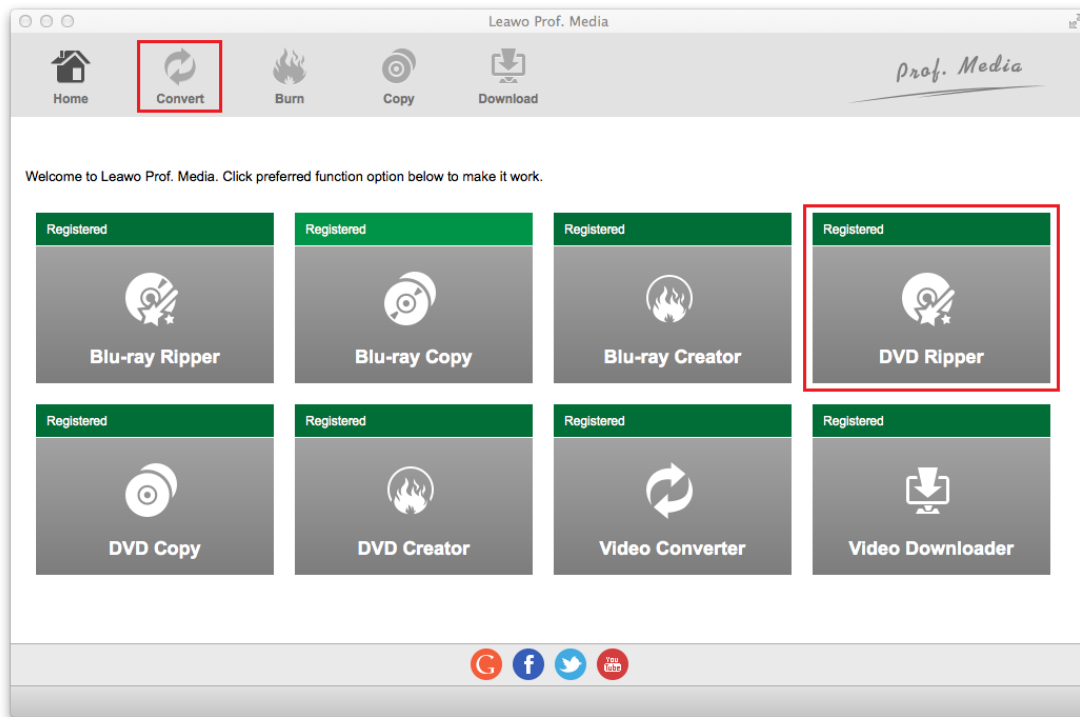 Leawo Prof. Media
Home
Convert
Burn
Copy
Download
Prof. Media
Welcome to Leawo Prof. Media. Click preferred function option below to make it work.
Registered
Registered
Registered
Registered
Blu-ray Ripper
Blu-ray Copy
Blu-ray Creator
DVD Ripper
Registered
Registered
Registered
Registered
DVD Copy
DVD Creator
Video Converter
Video Downloader
G
f
You
Tube